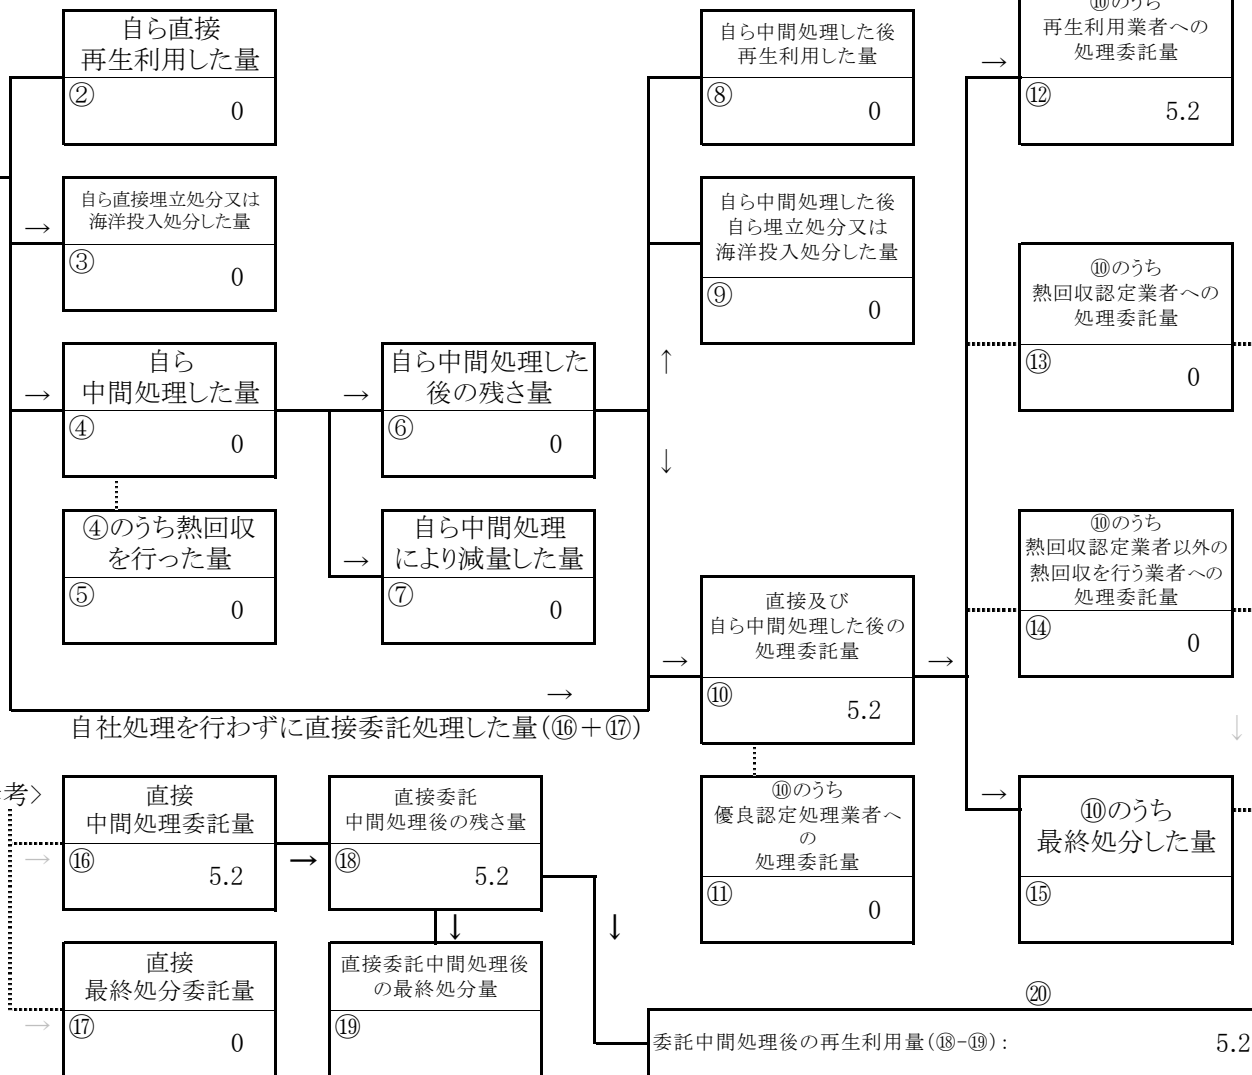 自ら直接
再生利用した量
②
0
自ら直接埋立処分又は
海洋投入処分した量
→
③
0
自ら
中間処理した量
→
④
0
④のうち熱回収
を行った量
⑤
0
自ら中間処理した
後の残さ量
→
⑥
0
自ら中間処理
により減量した量
→
⑦
0
自ら中間処理した後
再生利用した量
⑧
0
自ら中間処理した後
自ら埋立処分又は
海洋投入処分した量
⑨
0
↑
↓
直接及び
自ら中間処理した後の
処理委託量
→
⑩
5.2
→
自社処理を行わずに直接委託処理した量(⑯+⑰)
⑩のうち
優良認定処理業者へ
の
処理委託量
⑪
0
⑩のうち
再生利用業者への
処理委託量
→
⑫
5.2
⑩のうち
熱回収認定業者への
処理委託量
⑬
0
⑩のうち
熱回収認定業者以外の
熱回収を行う業者への
処理委託量
⑭
0
→
↓
⑩のうち
最終処分した量
→
⑮
考>
直接
中間処理委託量
→
⑯
5.2
直接
最終処分委託量
→
⑰
0
直接委託
中間処理後の残さ量
→
⑱
5.2
↓
↓
直接委託中間処理後
の最終処分量
⑲
⑳
委託中間処理後の再生利用量(⑱-⑲):
5.2